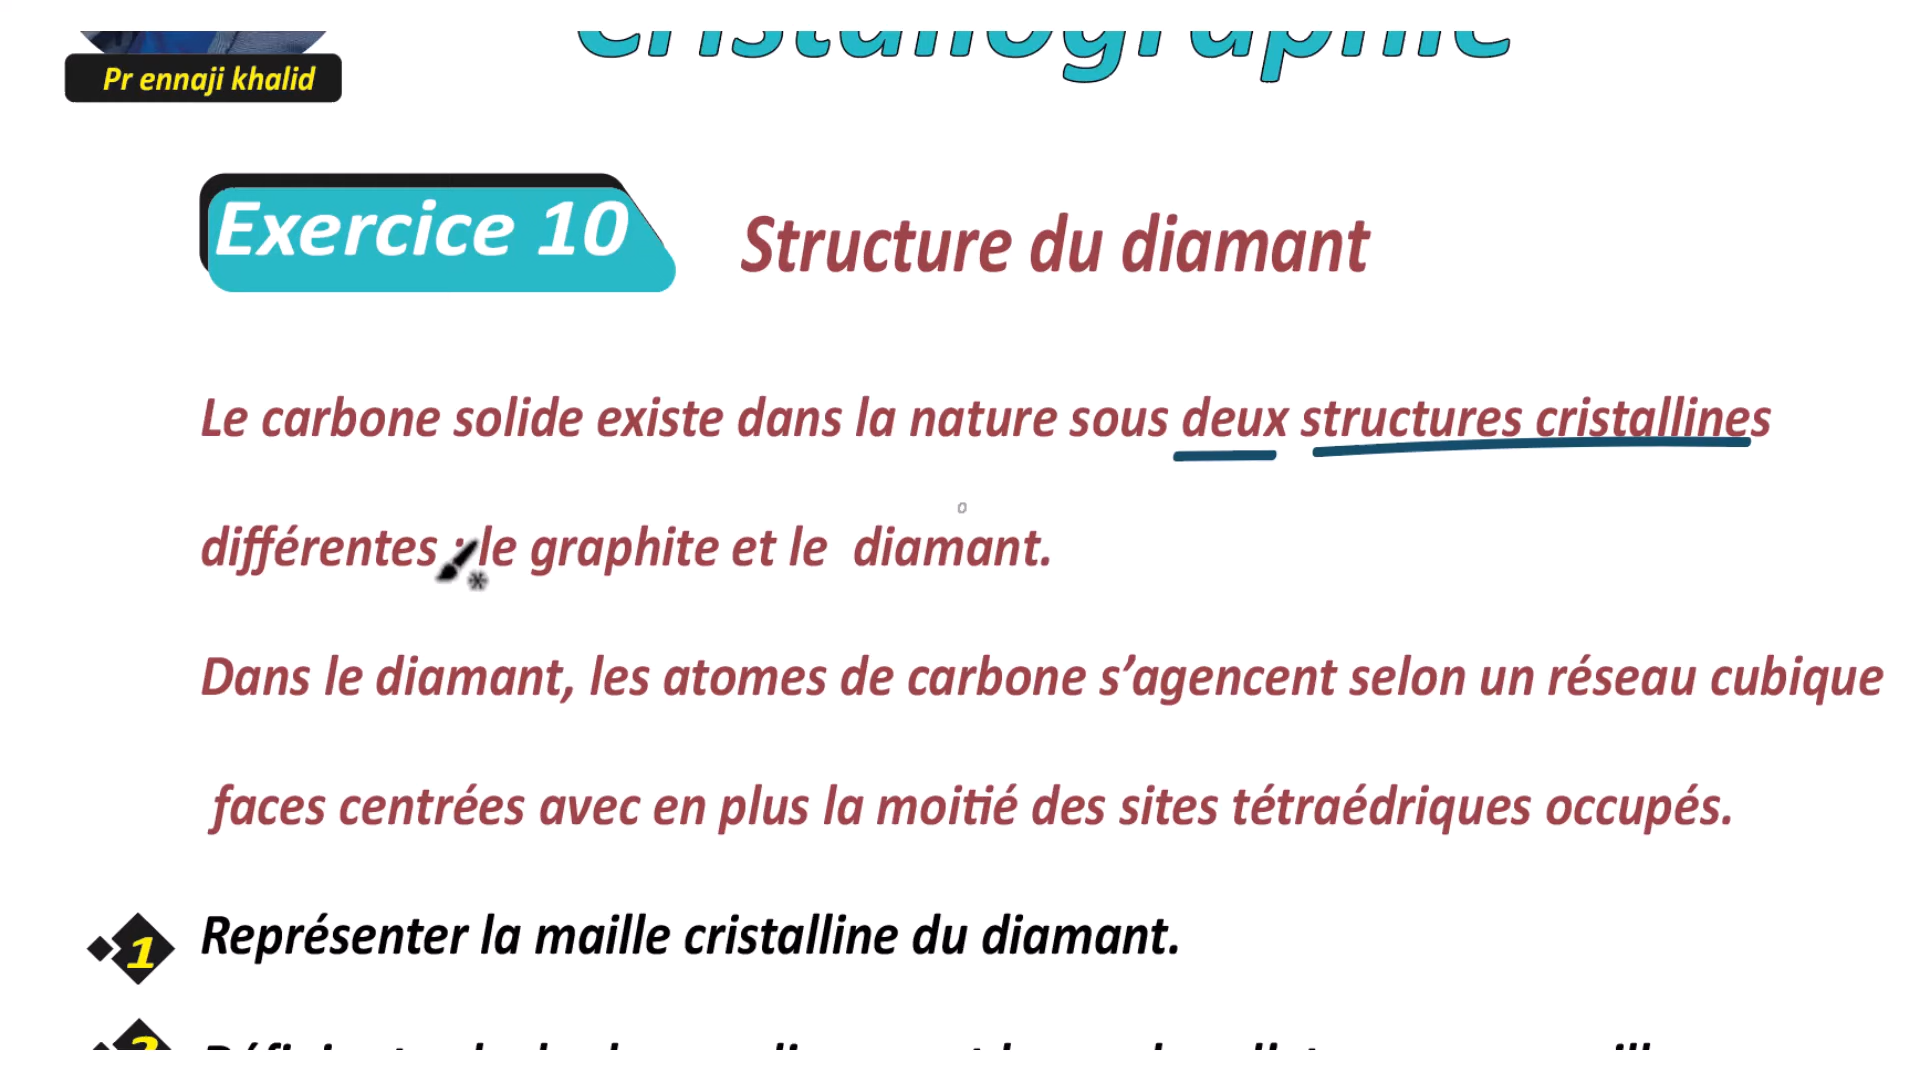 Cristallographie
Pr ennaji khalid
Exercice 10
Structure du diamant
Le carbone solide existe dans la nature sous deux structures cristallines
différentes : le graphite et le diamant.
Dans le diamant, les atomes de carbone s’agencent selon un réseau cubique
faces centrées avec en plus la moitié des sites tétraédriques occupés.
1 Représenter la maille cristalline du diamant.
2